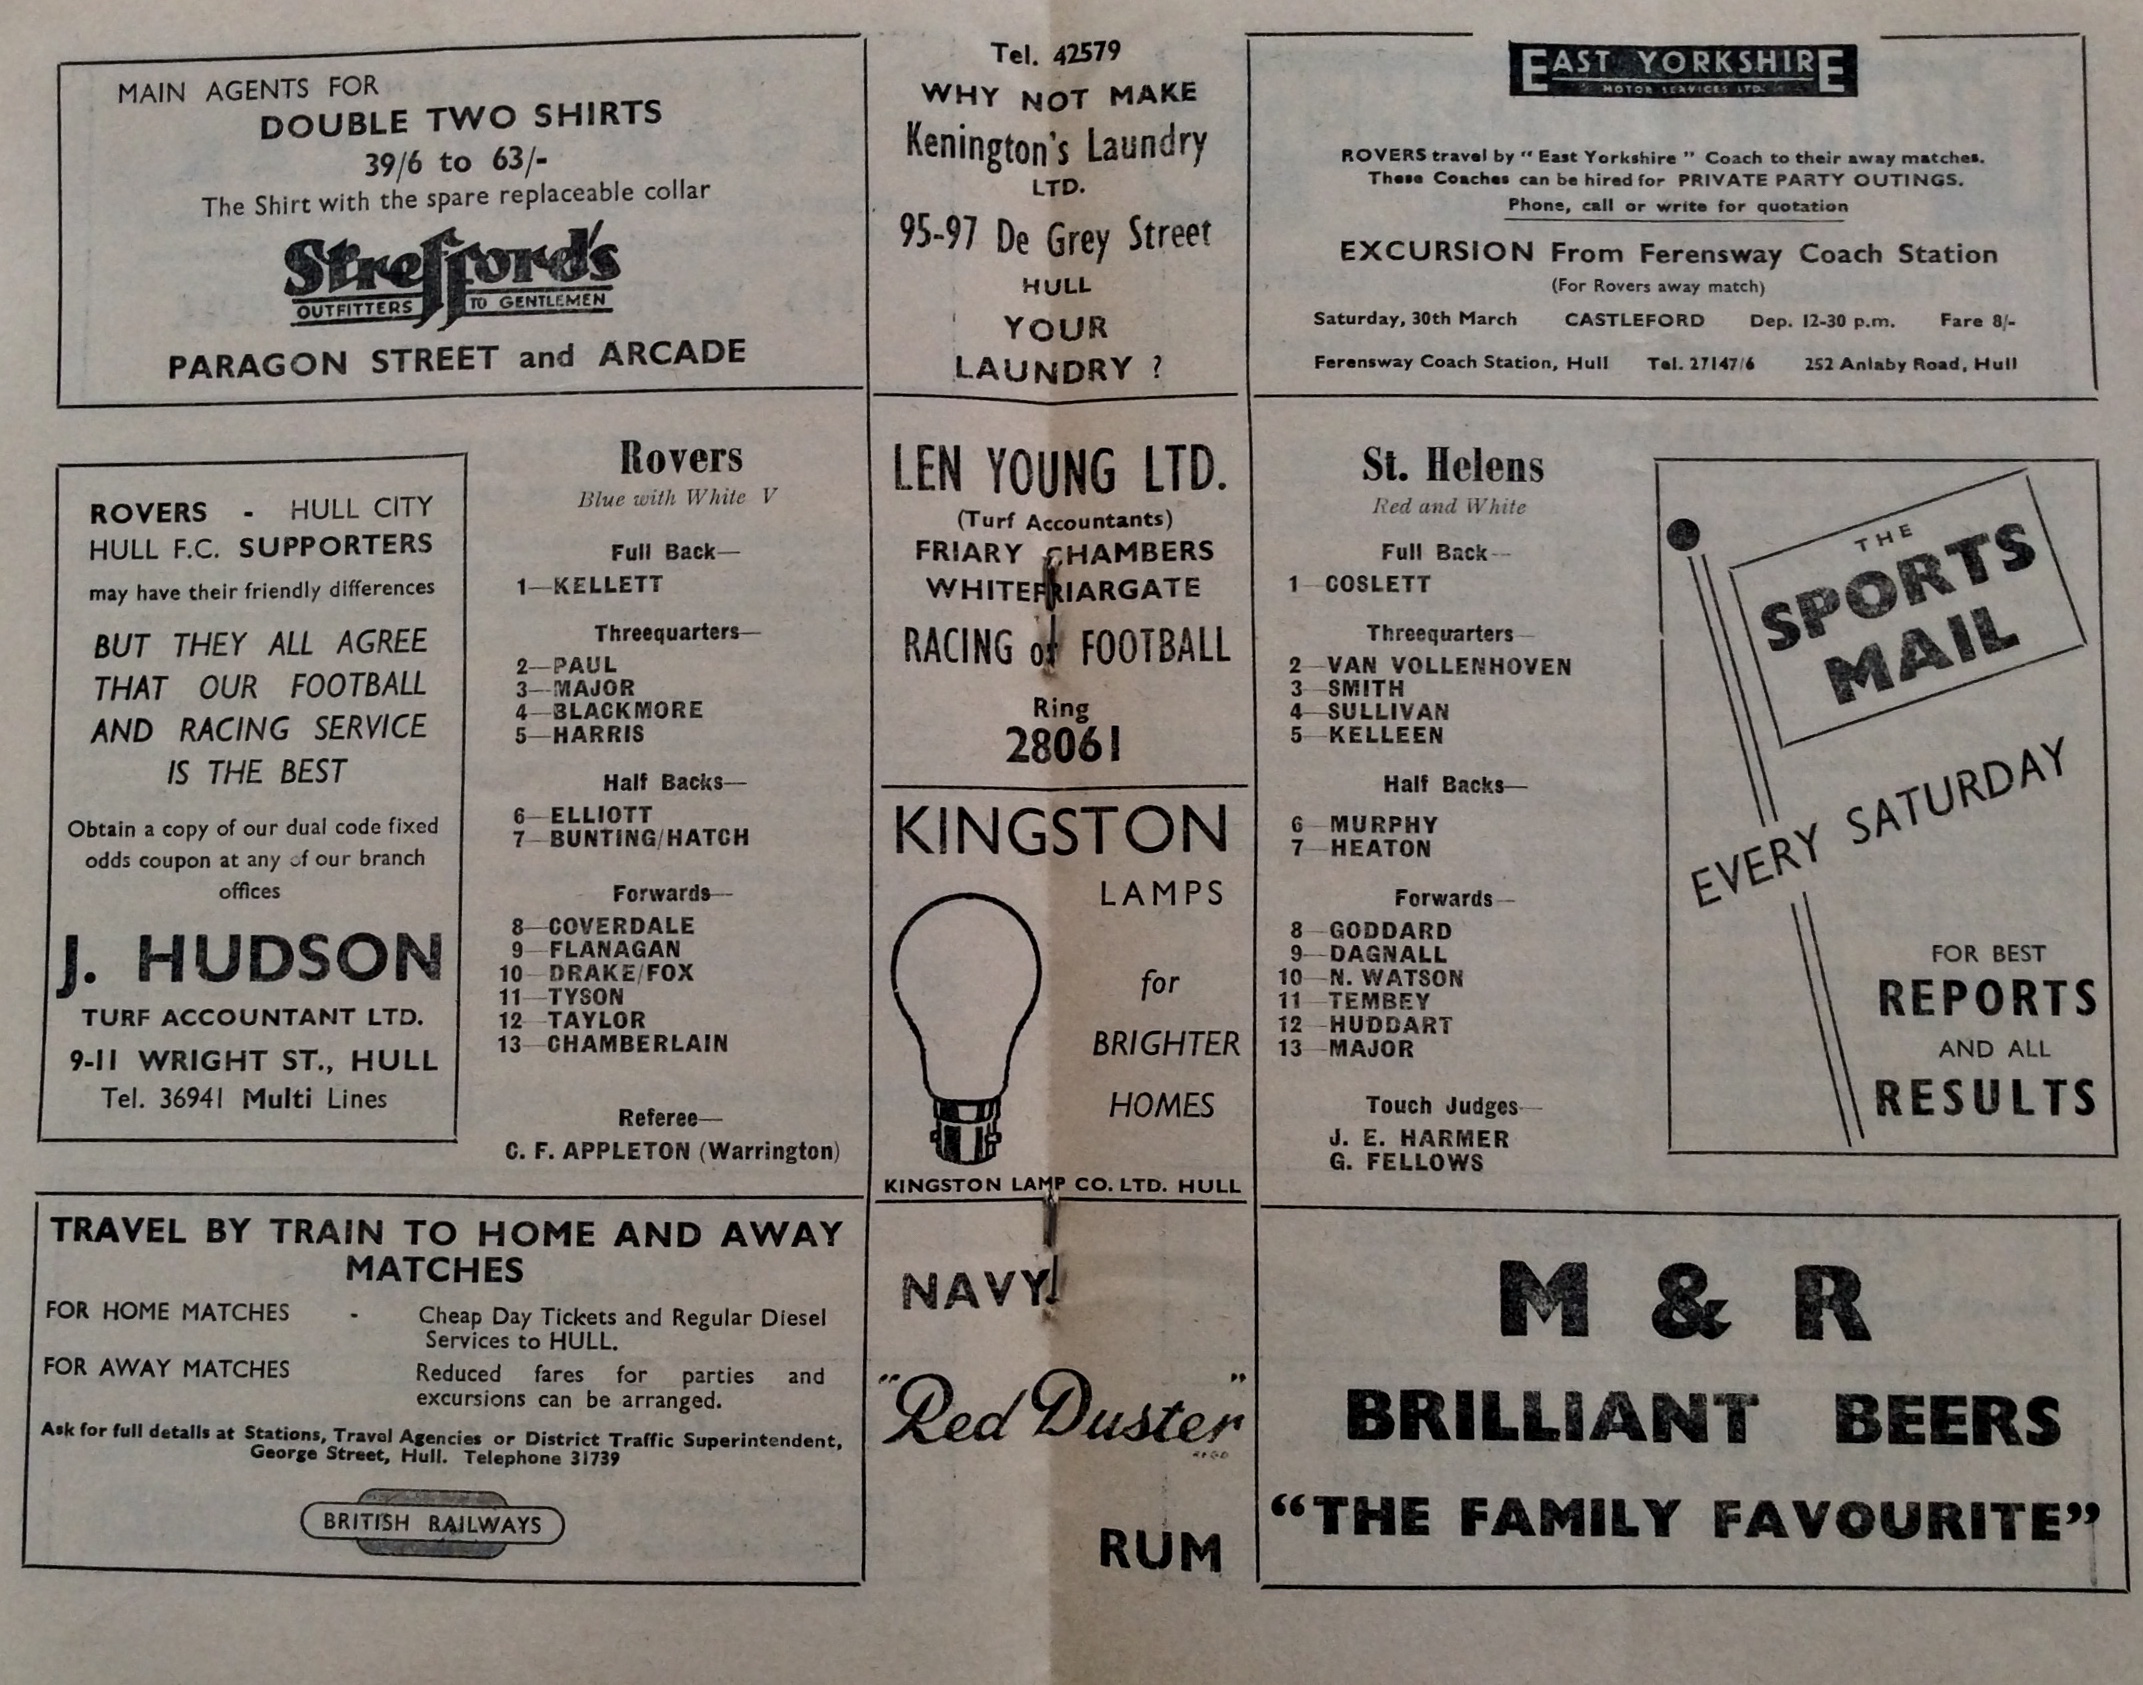 MAIN AGENTS FOR
DOUBLE TWO SHIRTS
39/6 to 63/-
The Shirt with the spare replaceable collar
Strefford's
OUTFITTERS TO GENTLEMEN
PARAGON STREET and ARCADE
Tel. 42579
WHY NOT MAKE
Kenington's Laundry
LTD.
95-97 De Grey Street
HULL
YOUR
LAUNDRY ?
EAST YORKSHIRE
MOTOR SERVICES LTD.
ROVERS travel by "East Yorkshire" Coach to their away matches.
These Coaches can be hired for PRIVATE PARTY OUTINGS.
Phone, call or write for quotation
EXCURSION From Ferensway Coach Station
(For Rovers away match)
Saturday, 30th March CASTLEFORD Dep. 12-30 p.m. Fare 8/-
Ferensway Coach Station, Hull Tel. 27147/6 252 Anlaby Road, Hull
ROVERS - HULL CITY
HULL F.C. SUPPORTERS
may have their friendly differences
BUT THEY ALL AGREE
THAT OUR FOOTBALL
AND RACING SERVICE
IS THE BEST
Obtain a copy of our dual code fixed
odds coupon at any of our branch
offices
J. HUDSON
TURF ACCOUNTANT LTD.
9-11 WRIGHT ST., HULL
Tel. 36941 Multi Lines
Rovers
Blue with White V
Full Back—
1—KELLETT
Threequarters—
2—PAUL
3—MAJOR
4—BLACKMORE
5—HARRIS
Half Backs—
6—ELLIOTT
7—BUNTING/HATCH
Forwards—
8—COVERDALE
9—FLANAGAN
10—DRAKE/FOX
11—TYSON
12—TAYLOR
13—CHAMBERLAIN
Referee—
C. F. APPLETON (Warrington)
LEN YOUNG LTD.
(Turf Accountants)
FRIARY CHAMBERS
WHITEFRIARGATE
RACING or FOOTBALL
Ring
28061
KINGSTON
LAMPS
for
BRIGHTER
HOMES
KINGSTON LAMP CO. LTD. HULL
St. Helens
Red and White
Full Back—
1—COSLETT
Threequarters—
2—VAN VOLLENHOVEN
3—SMITH
4—SULLIVAN
5—KELLEEN
Half Backs—
6—MURPHY
7—HEATON
Forwards—
8—GODDARD
9—DAGNALL
10—N. WATSON
11—TEMBEY
12—HUDDART
13—MAJOR
Touch Judges—
J. E. HARMER
G. FELLOWS
THE
SPORTS
MAIL
EVERY SATURDAY
FOR BEST
REPORTS
AND ALL
RESULTS
TRAVEL BY TRAIN TO HOME AND AWAY
MATCHES
FOR HOME MATCHES - Cheap Day Tickets and Regular Diesel
Services to HULL.
FOR AWAY MATCHES Reduced fares for parties and
excursions can be arranged.
Ask for full details at Stations, Travel Agencies or District Traffic Superintendent,
George Street, Hull. Telephone 31739
BRITISH RAILWAYS
NAVY!
"Red Duster"
REGD
RUM
M & R
BRILLIANT BEERS
"THE FAMILY FAVOURITE"